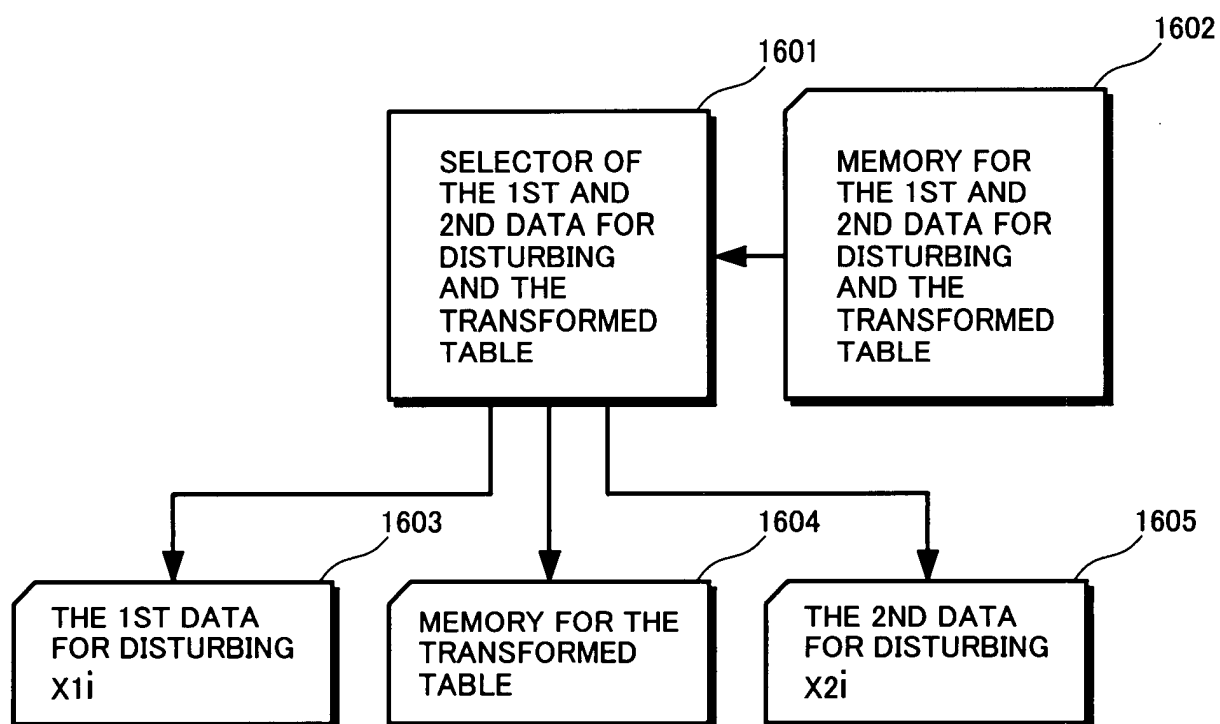 1601
1602
SELECTOR OF
THE 1ST AND
2ND DATA FOR
DISTURBING
AND THE
TRANSFORMED
TABLE
MEMORY FOR
THE 1ST AND
2ND DATA FOR
DISTURBING
AND THE
TRANSFORMED
TABLE
1603
1604
1605
THE 1ST DATA
FOR DISTURBING
X1i
MEMORY FOR THE
TRANSFORMED
TABLE
THE 2ND DATA
FOR DISTURBING
X2i